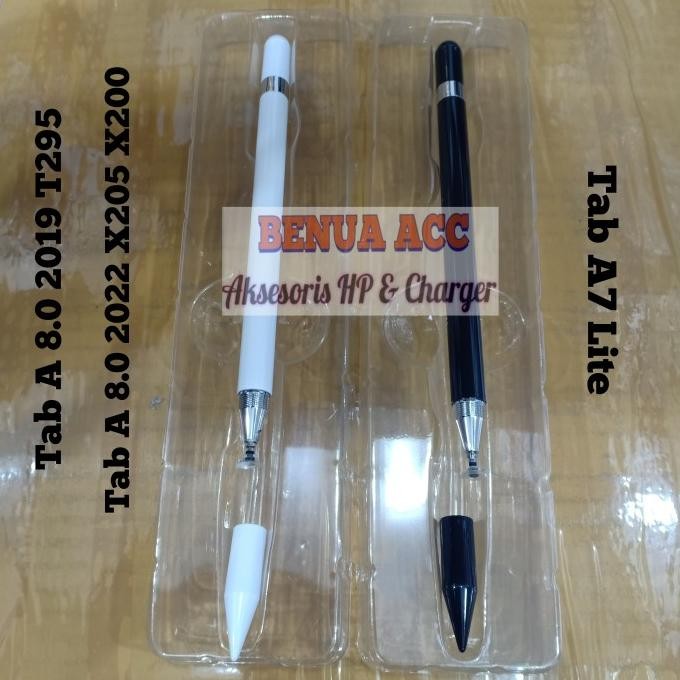 Tab A 8.0 2019 T295
Tab A 8.0 2022 X205 X200
BENUA ACC
Aksesoris HP & Charger
Tab A7 Lite